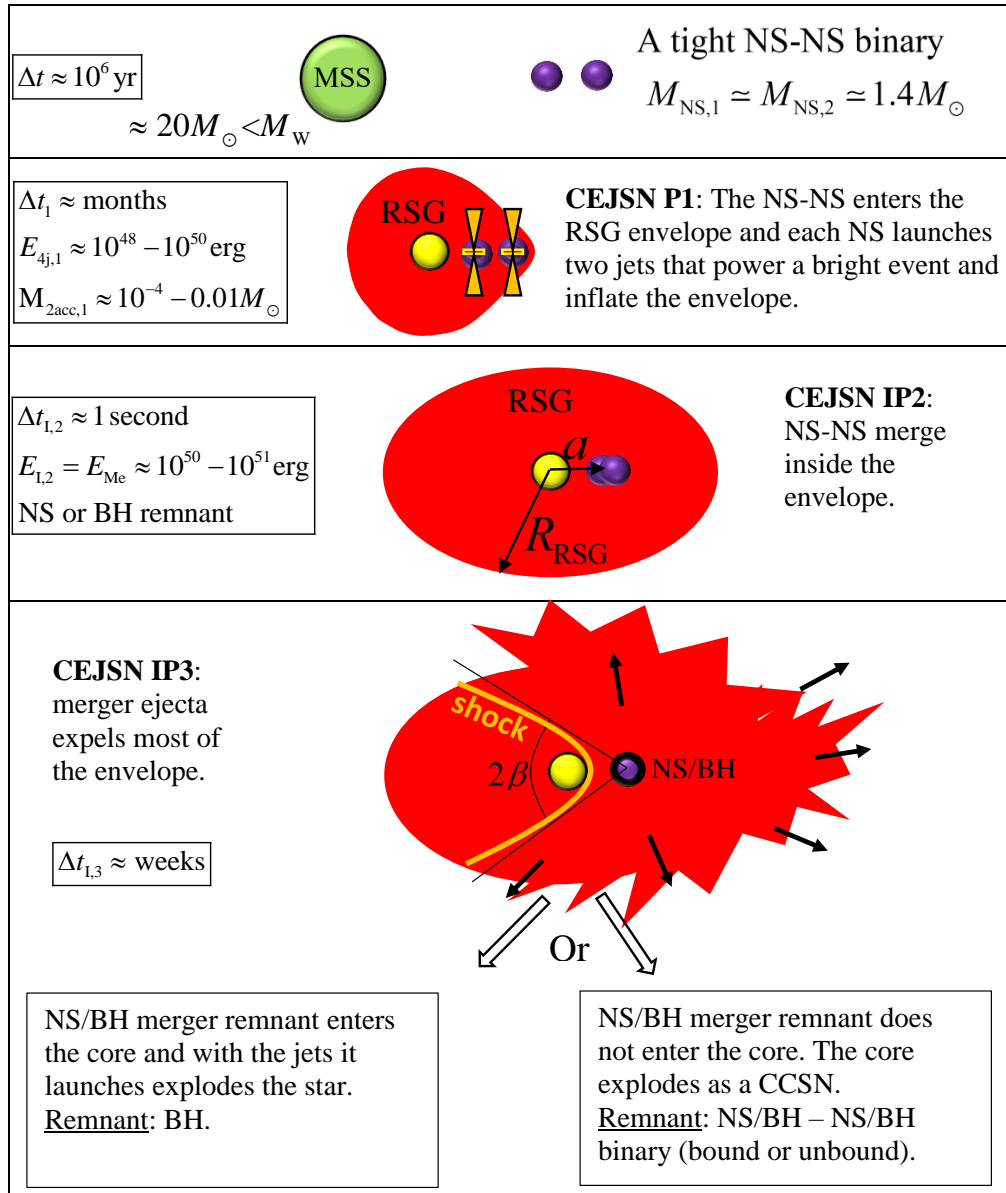 Δt ≈ 10⁶ yr
MSS
≈ 20M☉ <M_W
A tight NS-NS binary
M_NS,1 ≃ M_NS,2 ≃ 1.4M☉
Δt₁ ≈ months
E_4j,1 ≈ 10⁴⁸ − 10⁵⁰ erg
M_2acc,1 ≈ 10⁻⁴ − 0.01M☉
RSG
CEJSN P1: The NS-NS enters the
RSG envelope and each NS launches
two jets that power a bright event and
inflate the envelope.
Δt_I,2 ≈ 1 second
E_I,2 = E_Me ≈ 10⁵⁰ − 10⁵¹ erg
NS or BH remnant
RSG
a
R_RSG
CEJSN IP2:
NS-NS merge
inside the
envelope.
CEJSN IP3:
merger ejecta
expels most of
the envelope.
Δt_I,3 ≈ weeks
shock
2β
NS/BH
Or
NS/BH merger remnant enters
the core and with the jets it
launches explodes the star.
Remnant: BH.
NS/BH merger remnant does
not enter the core. The core
explodes as a CCSN.
Remnant: NS/BH – NS/BH
binary (bound or unbound).